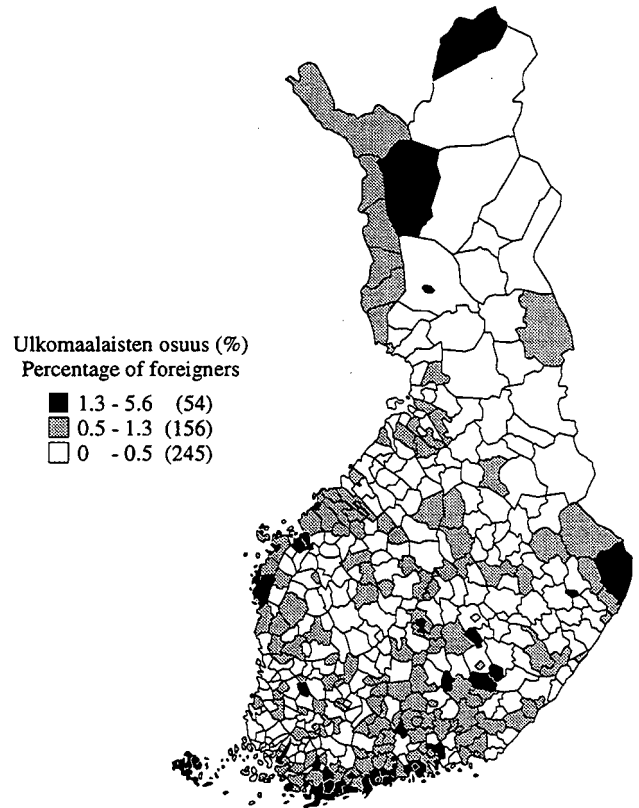 Ulkomaalaisten osuus (%)
Percentage of foreigners
1.3 - 5.6 (54)
0.5 - 1.3 (156)
0 - 0.5 (245)